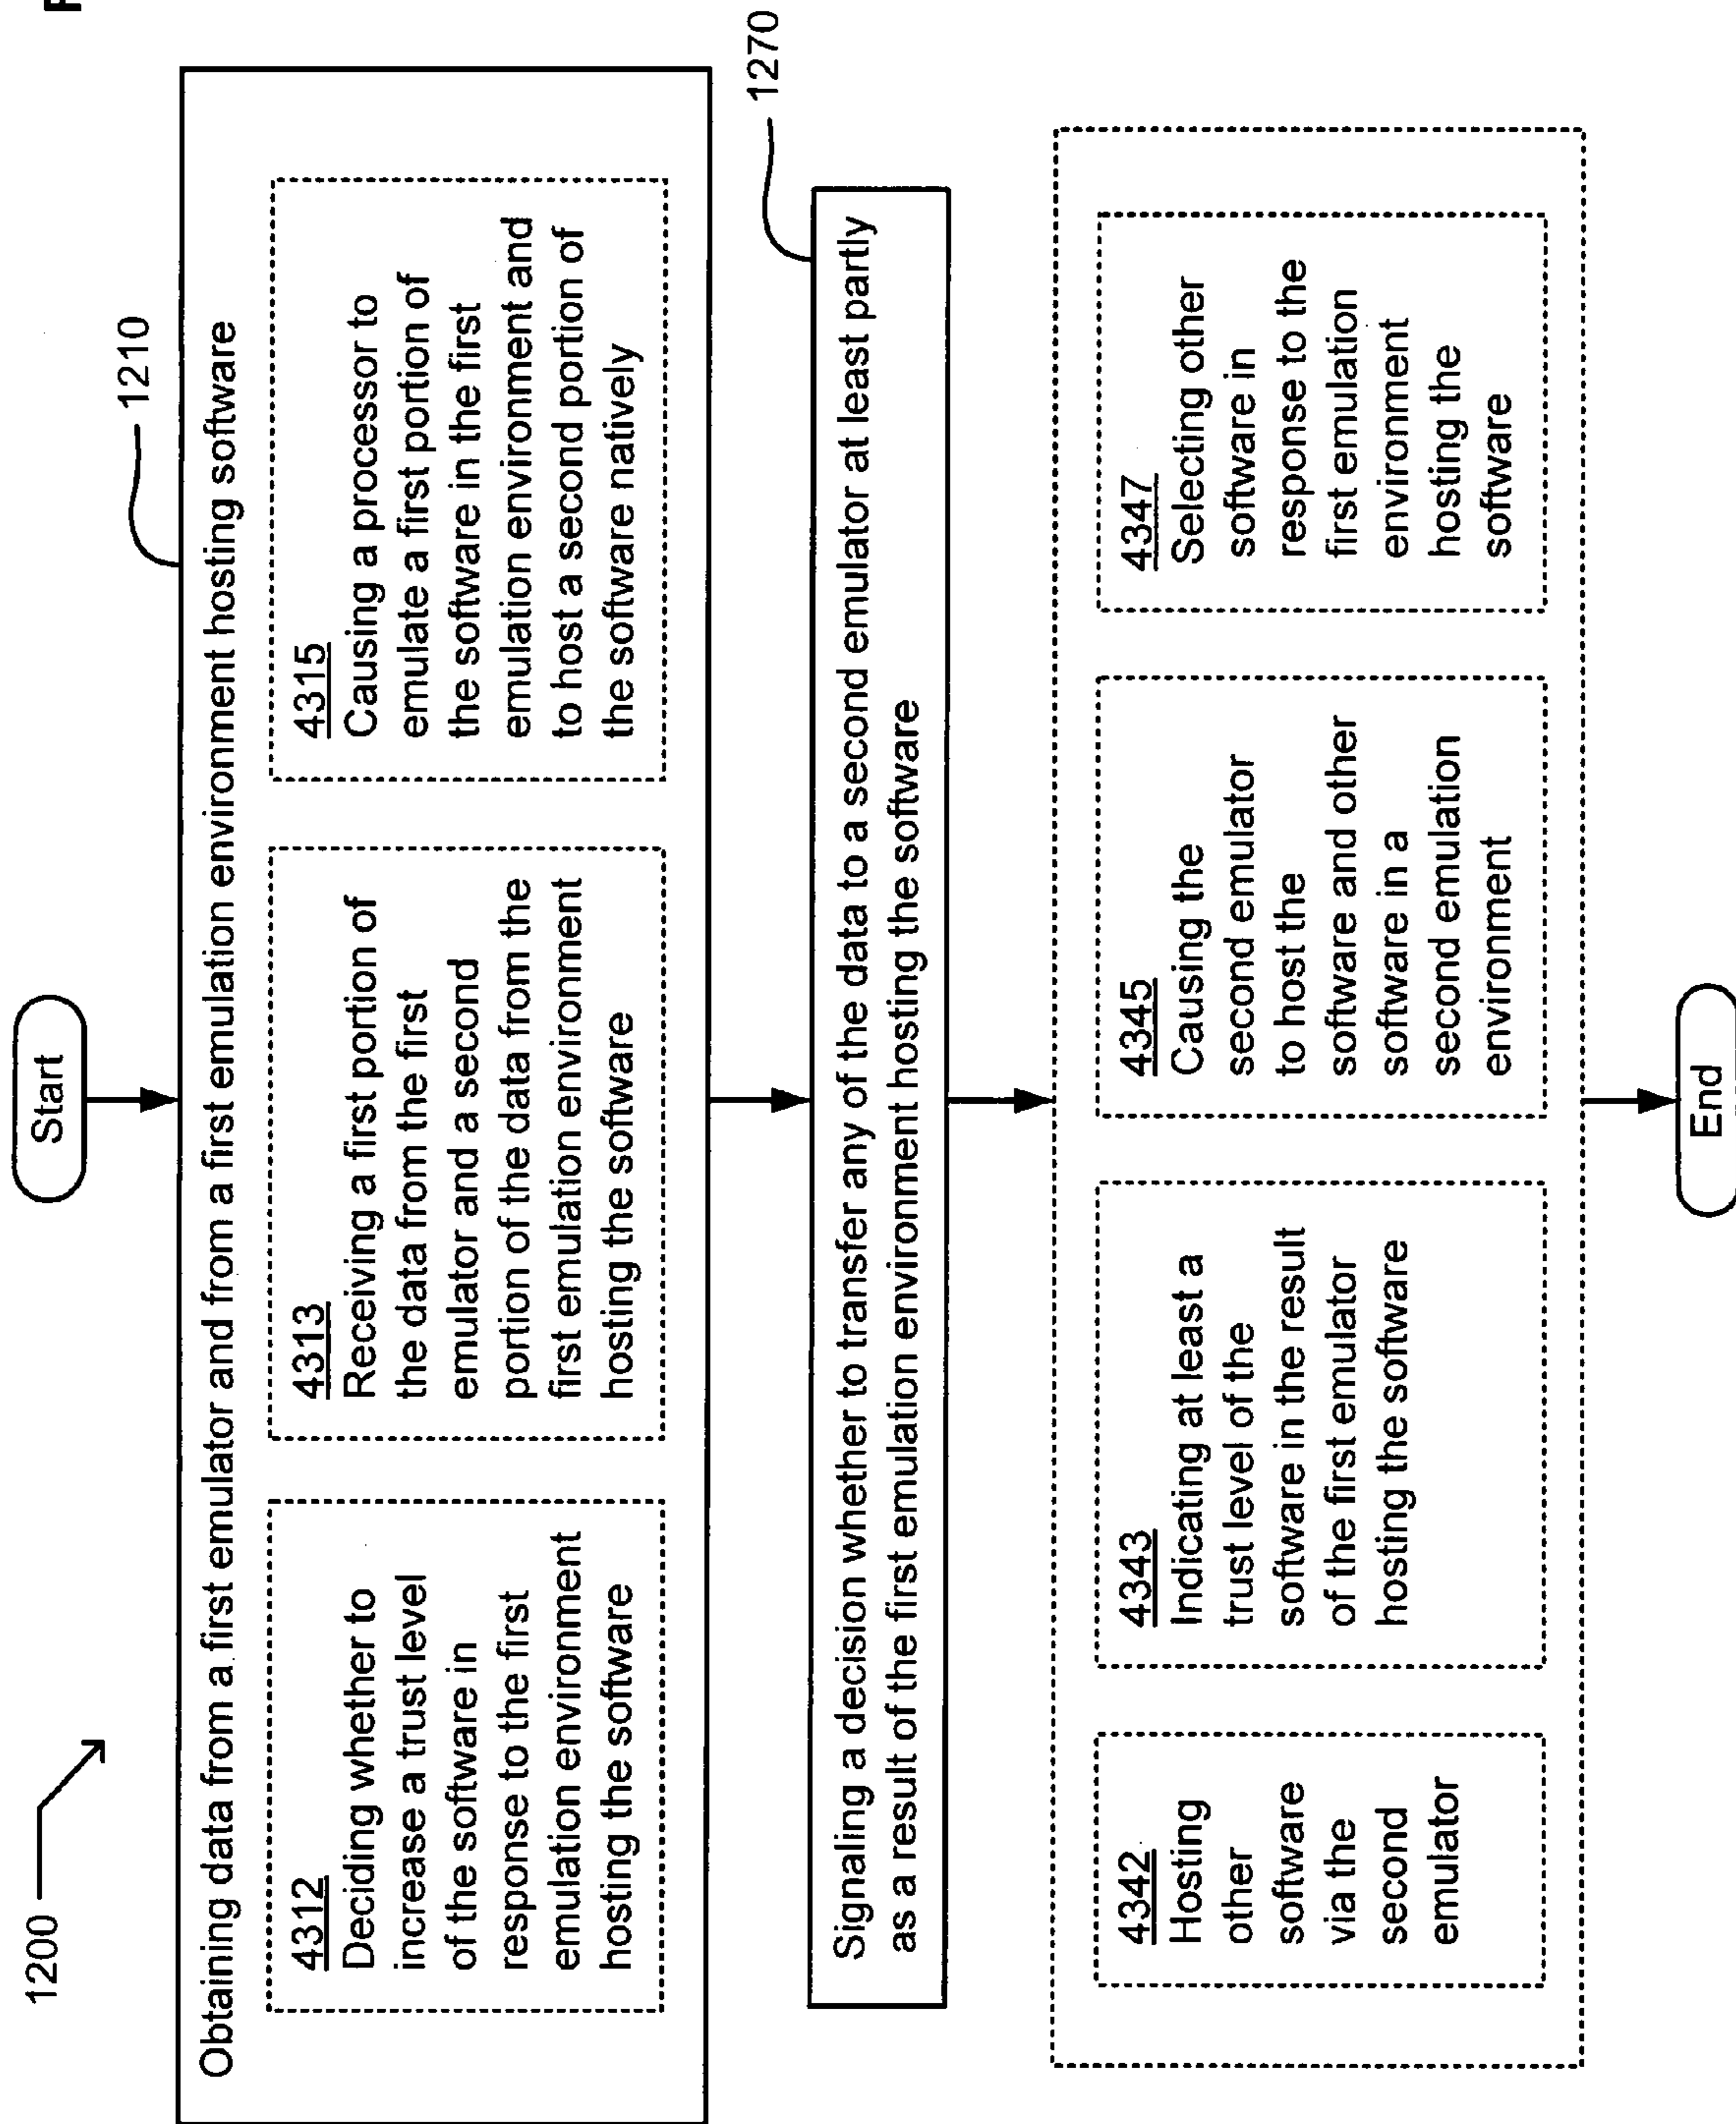 1200
Start
1210
Obtaining data from a first emulator and from a first emulation environment hosting software
4312
Deciding whether to
increase a trust level
of the software in
response to the first
emulation environment
hosting the software
4313
Receiving a first portion of
the data from the first
emulator and a second
portion of the data from the
first emulation environment
hosting the software
4315
Causing a processor to
emulate a first portion of
the software in the first
emulation environment and
to host a second portion of
the software natively
1270
Signaling a decision whether to transfer any of the data to a second emulator at least partly
as a result of the first emulation environment hosting the software
4342
Hosting
other
software
via the
second
emulator
4343
Indicating at least a
trust level of the
software in the result
of the first emulator
hosting the software
4345
Causing the
second emulator
to host the
software and other
software in a
second emulation
environment
4347
Selecting other
software in
response to the
first emulation
environment
hosting the
software
End